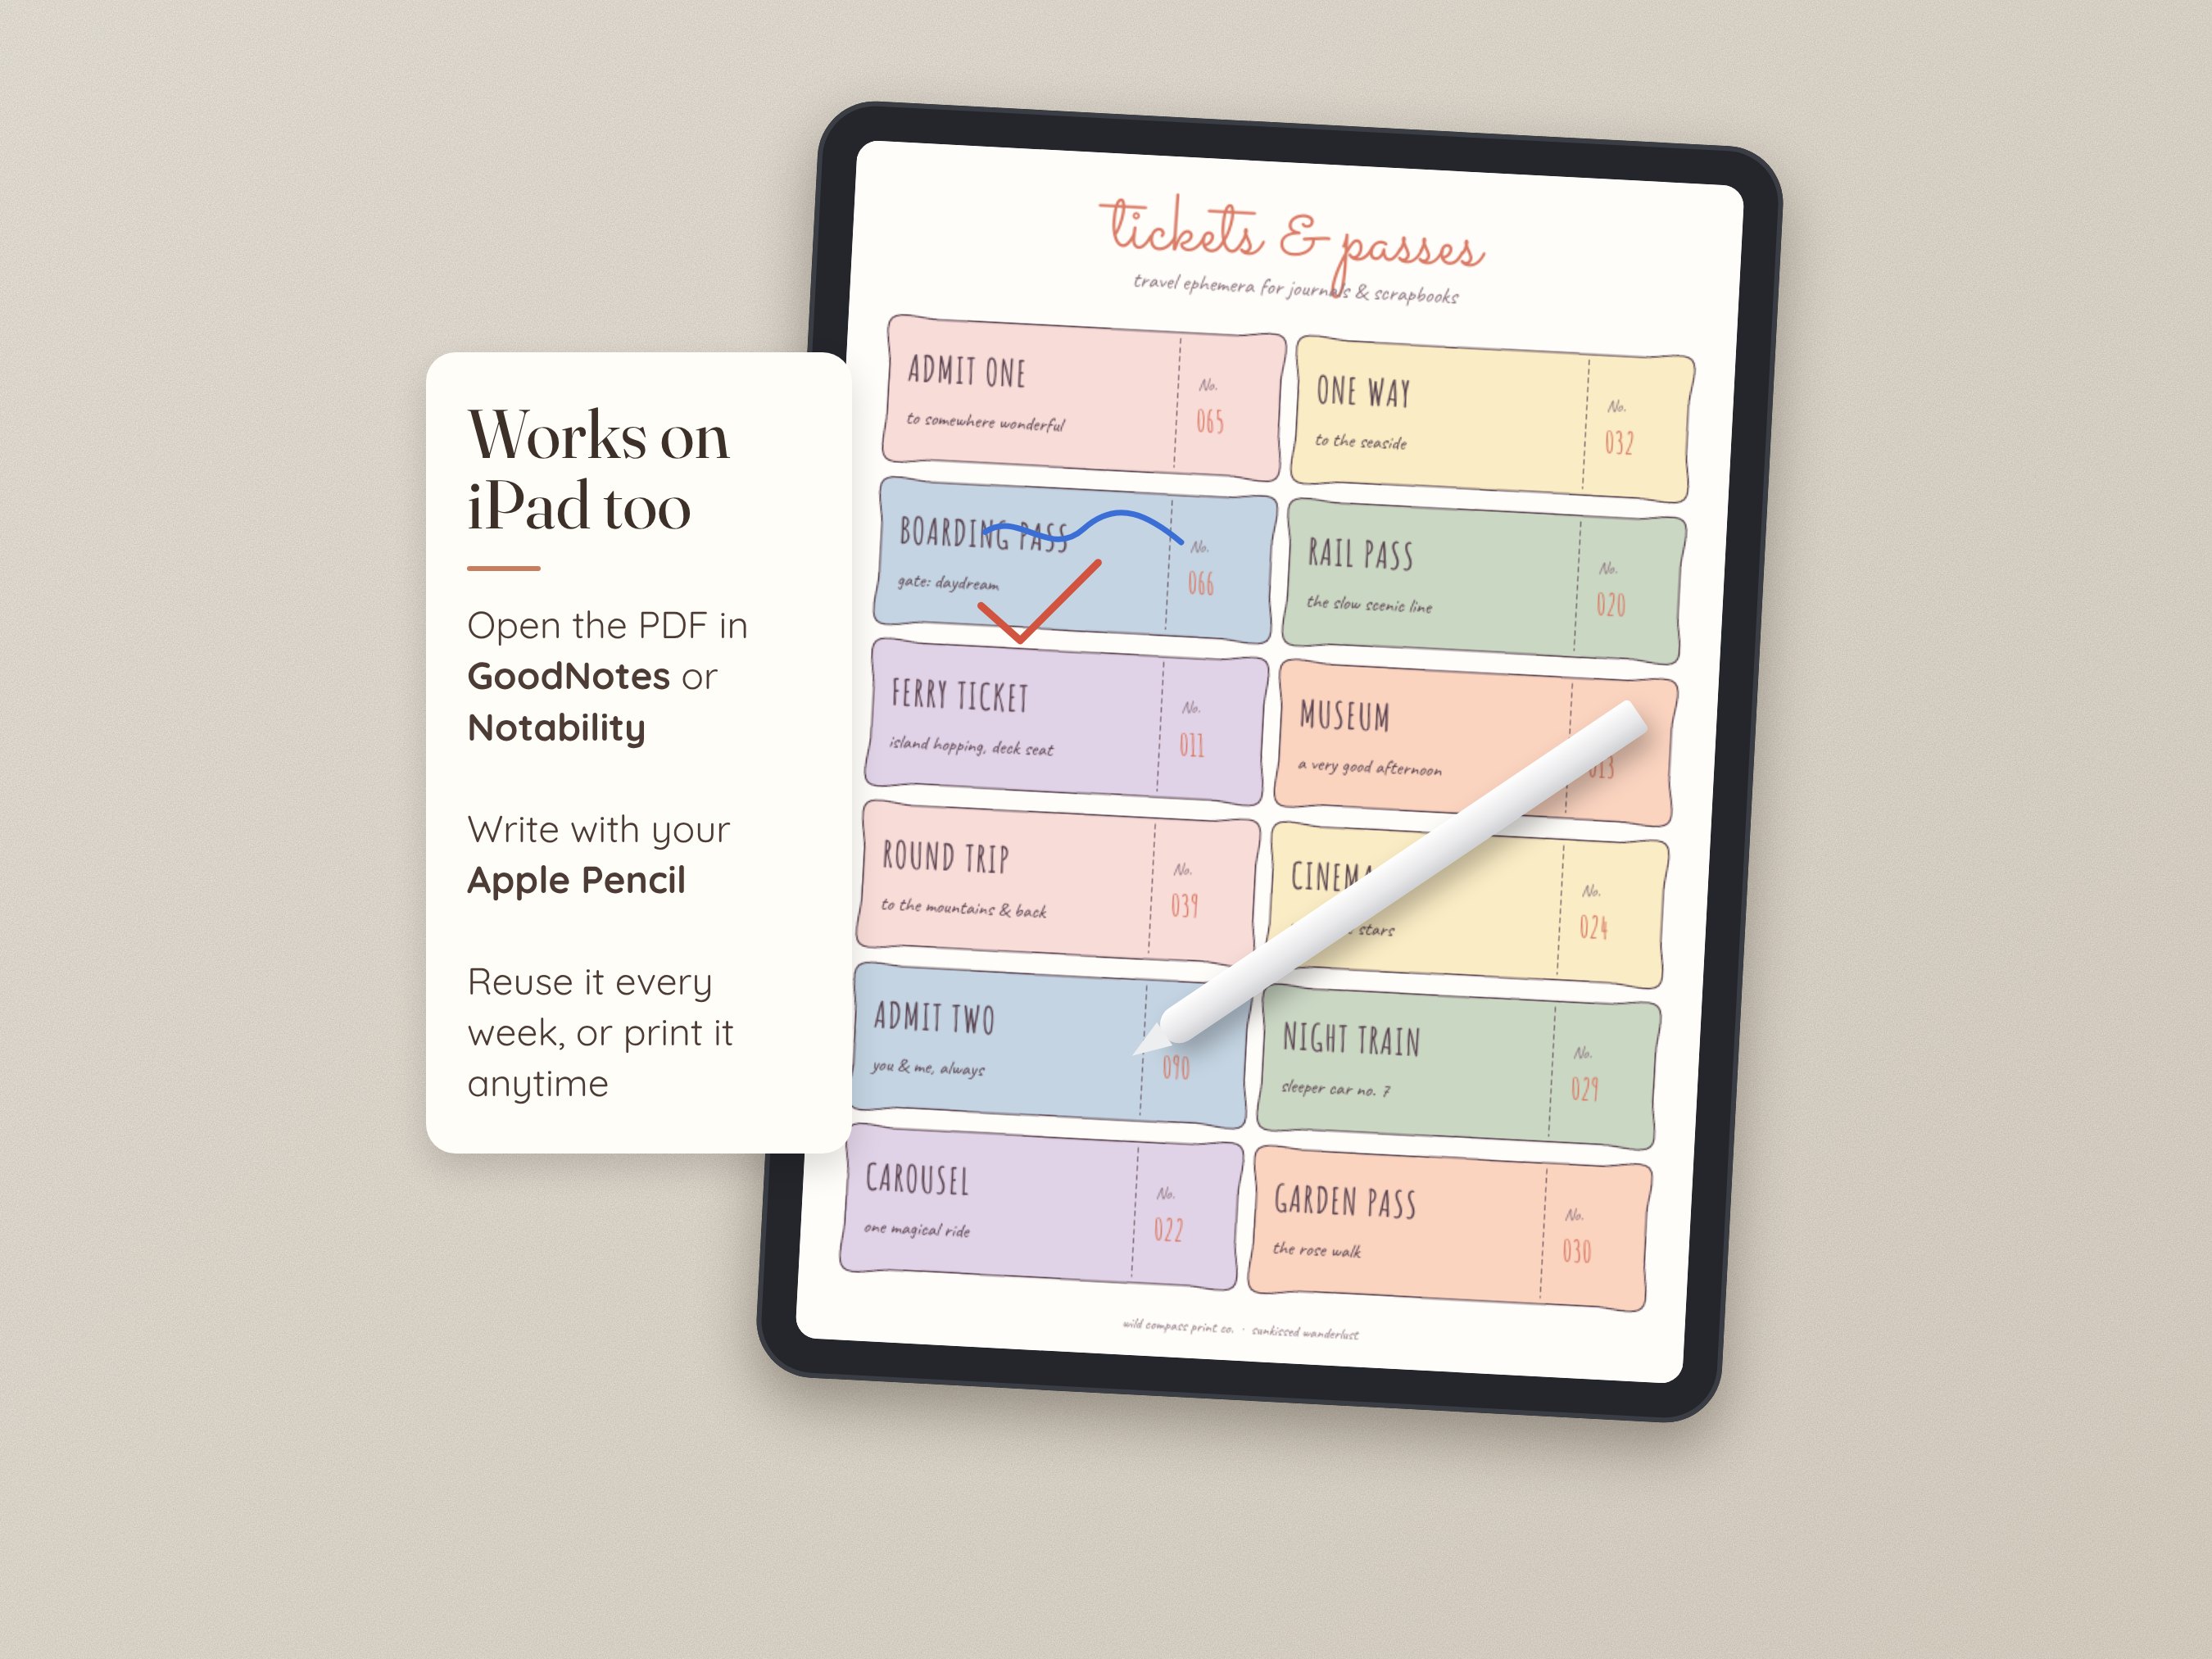 Works on
iPad too
Open the PDF in
GoodNotes or
Notability
Write with your
Apple Pencil
Reuse it every
week, or print it
anytime
tickets & passes
travel ephemera for journals & scrapbooks
ADMIT ONE
to somewhere wonderful
No.
065
ONE WAY
to the seaside
No.
032
BOARDING PASS
gate: daydream
No.
066
RAIL PASS
the slow scenic line
No.
020
FERRY TICKET
island hopping, deck seat
No.
011
MUSEUM
a very good afternoon
013
ROUND TRIP
to the mountains & back
No.
039
stars
No.
024
ADMIT TWO
you & me, always
090
NIGHT TRAIN
sleeper car no. 7
No.
029
CAROUSEL
one magical ride
No.
022
GARDEN PASS
the rose walk
No.
030
wild compass print co. · sunkissed wanderlust